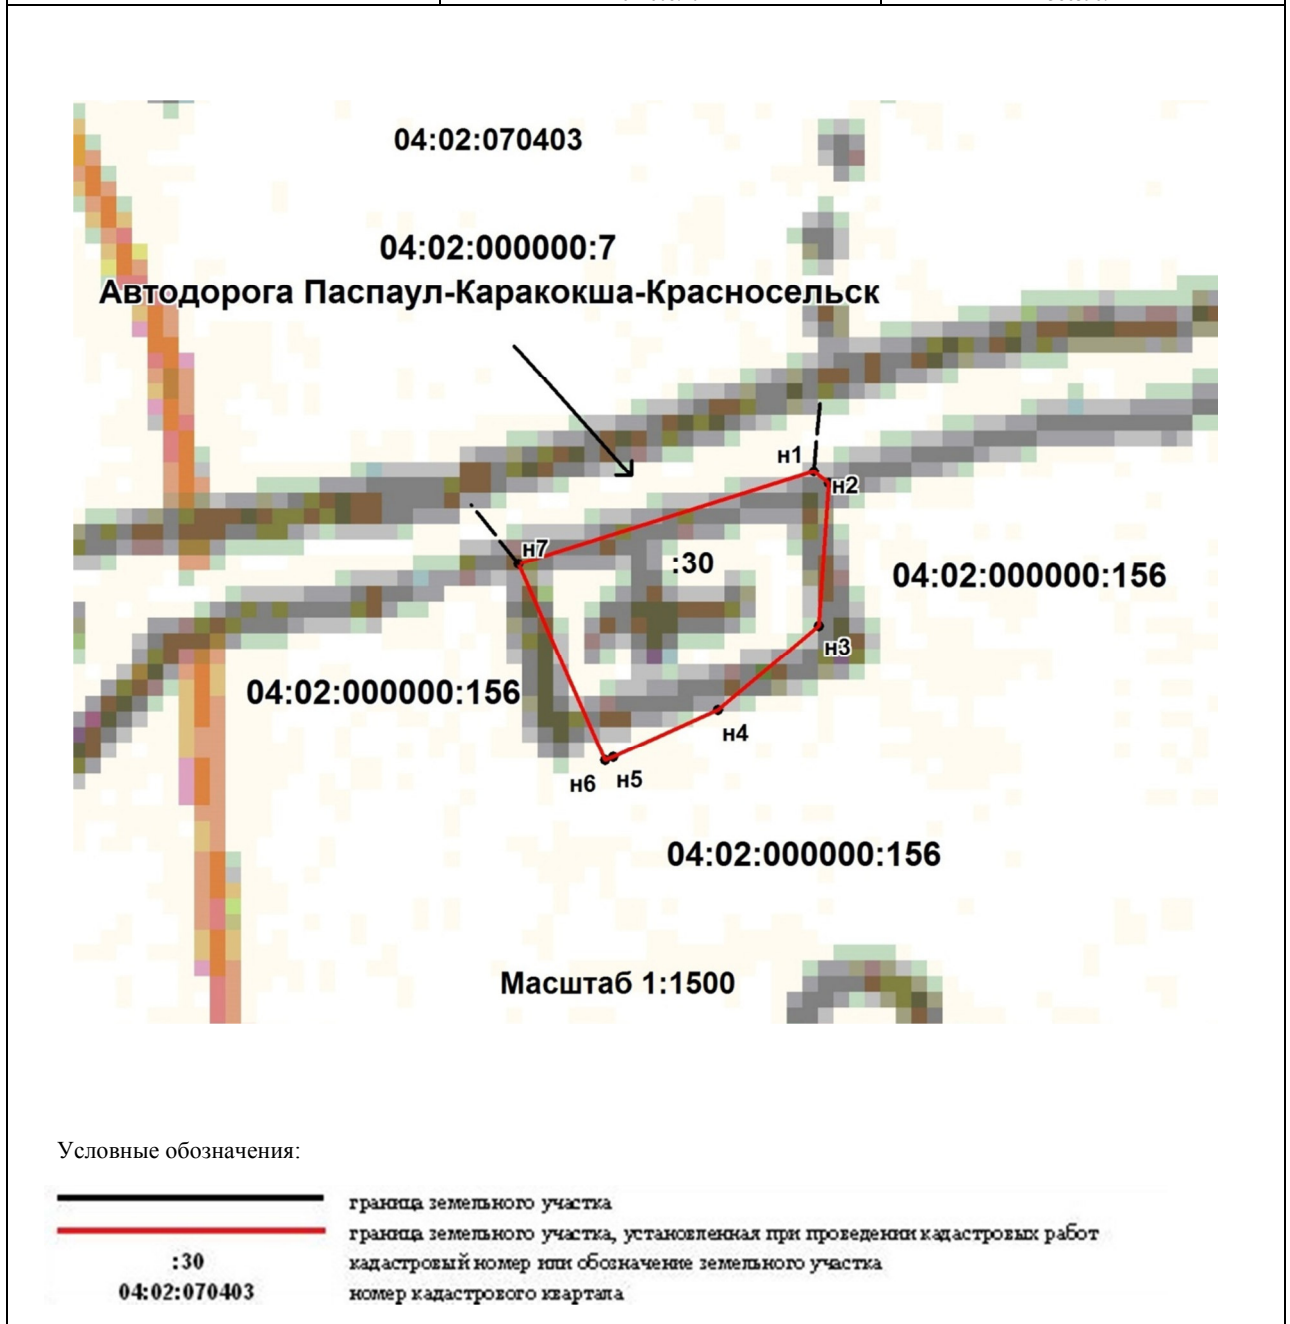 04:02:070403
04:02:000000:7
Автодорога Паспаул-Каракокша-Красносельск
н1
н2
н7
:30
04:02:000000:156
н3
04:02:000000:156
н4
н6
н5
04:02:000000:156
Масштаб 1:1500
Условные обозначения:
граница земельного участка
граница земельного участка, установленная при проведении кадастровых работ
:30
кадастровый номер или обозначение земельного участка
04:02:070403
номер кадастрового квартала